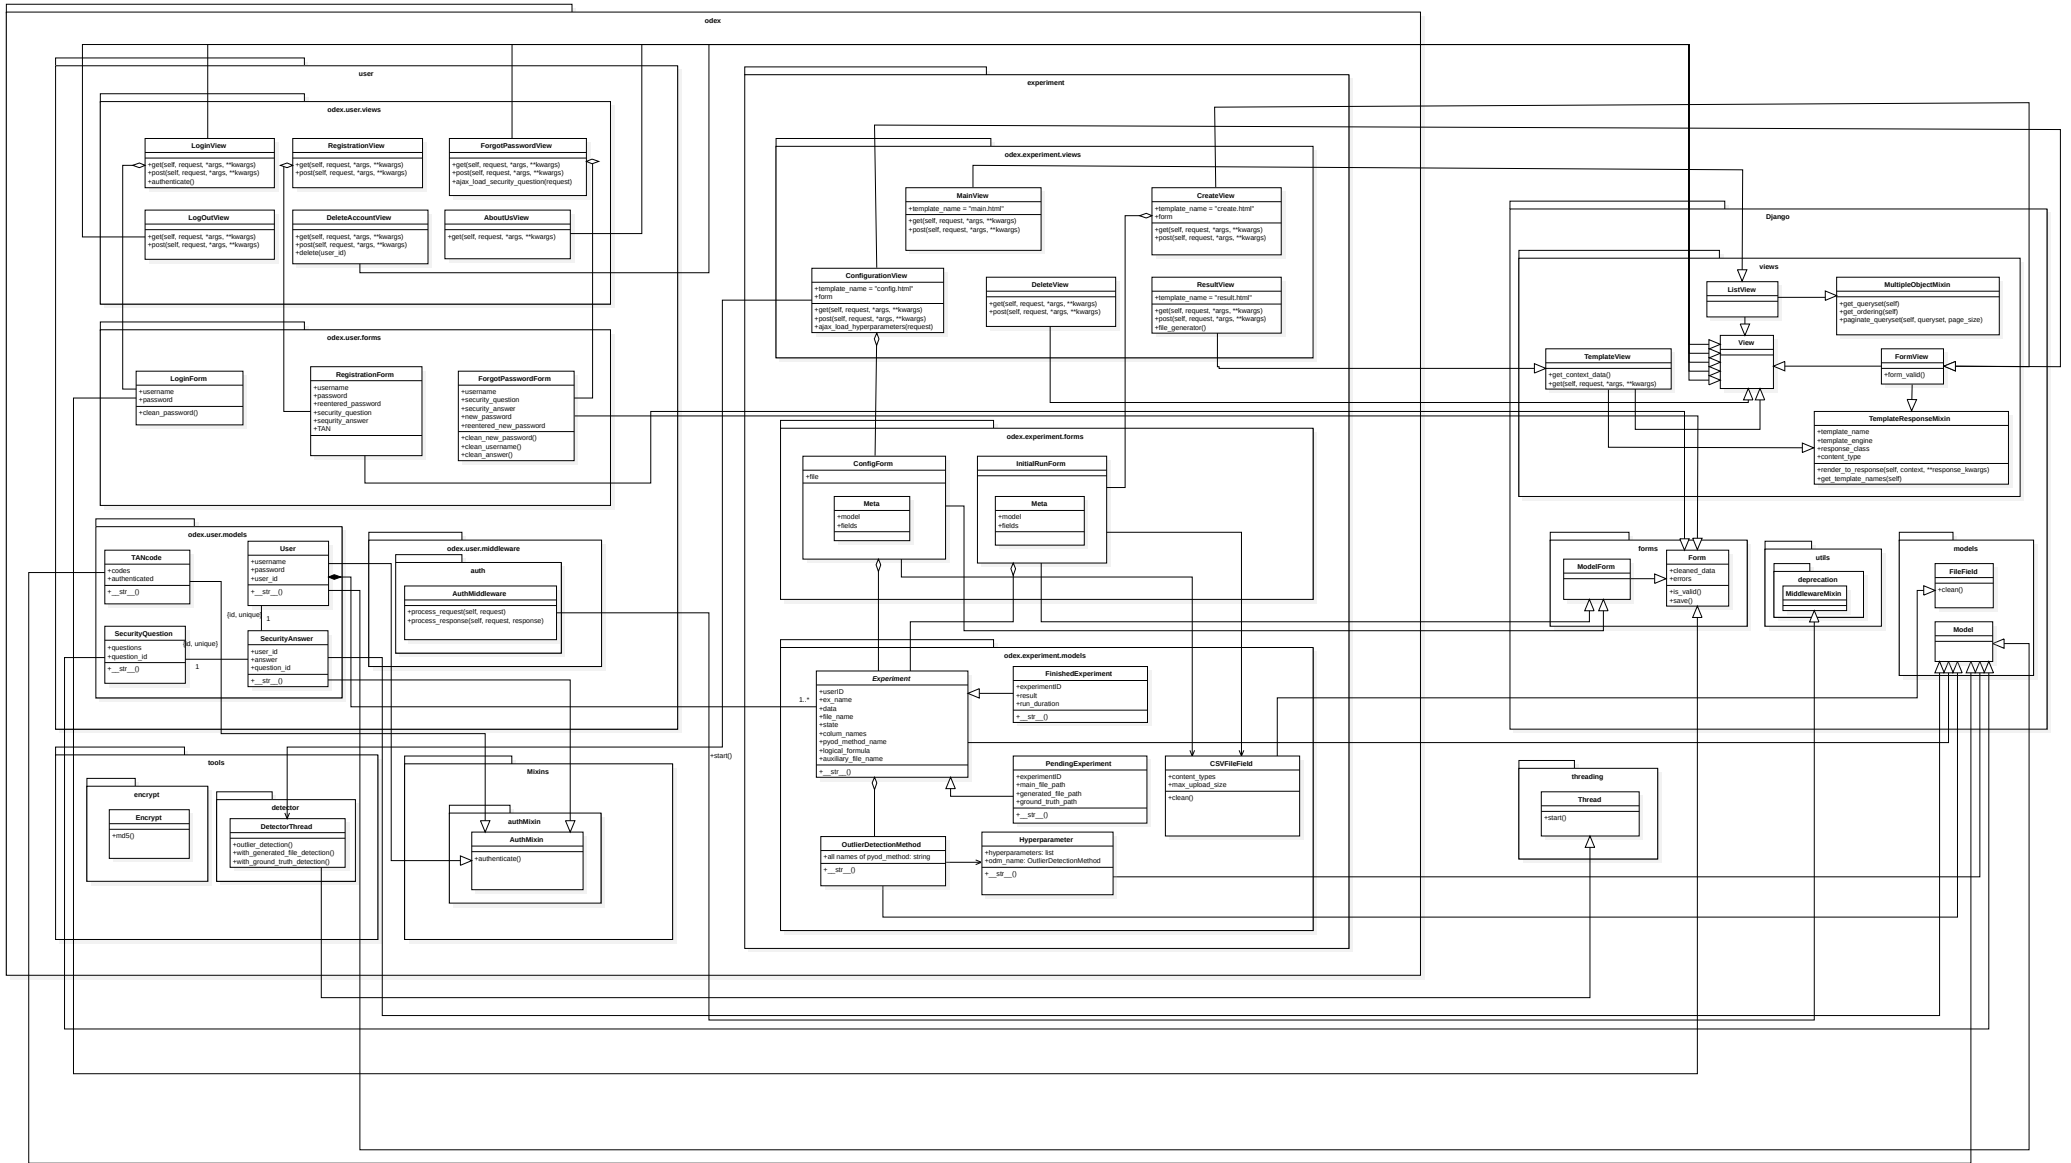 odex
user
odex.user.views
LoginView
+get(self, request, *args, **kwargs)
+post(self, request, *args, **kwargs)
+authenticate()
RegistrationView
+get(self, request, *args, **kwargs)
+post(self, request, *args, **kwargs)
ForgotPasswordView
+get(self, request, *args, **kwargs)
+post(self, request, *args, **kwargs)
+ajax_load_security_question(request)
LogOutView
+get(self, request, *args, **kwargs)
+post(self, request, *args, **kwargs)
DeleteAccountView
+get(self, request, *args, **kwargs)
+post(self, request, *args, **kwargs)
+delete(user_id)
AboutUsView
+get(self, request, *args, **kwargs)
odex.user.forms
LoginForm
+username
+password
+clean_password()
RegistrationForm
+username
+password
+reentered_password
+security_question
+sequrity_answer
+TAN
ForgotPasswordForm
+username
+security_question
+security_answer
+new_password
+reentered_new_password
+clean_new_password()
+clean_username()
+clean_answer()
odex.user.models
TANcode
+codes
+authenticated
+__str__()
User
+username
+password
+user_id
+__str__()
{id, unique}
1
SecurityQuestion
+questions
+question_id
+__str__()
{id, unique}
1
SecurityAnswer
+user_id
+answer
+question_id
+__str__()
odex.user.middleware
auth
AuthMiddleware
+process_request(self, request)
+process_response(self, request, response)
tools
encrypt
Encrypt
+md5()
detector
DetectorThread
+outlier_detection()
+with_generated_file_detection()
+with_ground_truth_detection()
Mixins
authMixin
AuthMixin
+authenticate()
+start()
1..*
experiment
odex.experiment.views
MainView
+template_name = "main.html"
+get(self, request, *args, **kwargs)
+post(self, request, *args, **kwargs)
CreateView
+template_name = "create.html"
+form
+get(self, request, *args, **kwargs)
+post(self, request, *args, **kwargs)
ConfigurationView
+template_name = "config.html"
+form
+get(self, request, *args, **kwargs)
+post(self, request, *args, **kwargs)
+ajax_load_hyperparameters(request)
DeleteView
+get(self, request, *args, **kwargs)
+post(self, request, *args, **kwargs)
ResultView
+template_name = "result.html"
+get(self, request, *args, **kwargs)
+post(self, request, *args, **kwargs)
+file_generator()
odex.experiment.forms
ConfigForm
+file
Meta
+model
+fields
InitialRunForm
Meta
+model
+fields
odex.experiment.models
Experiment
+userID
+ex_name
+data
+file_name
+state
+colum_names
+pyod_method_name
+logical_formula
+auxiliary_file_name
+__str__()
FinishedExperiment
+experimentID
+result
+run_duration
+__str__()
PendingExperiment
+experimentID
+main_file_path
+generated_file_path
+ground_truth_path
+__str__()
CSVFileField
+content_types
+max_upload_size
+clean()
OutlierDetectionMethod
+all names of pyod_method: string
+__str__()
Hyperparameter
+hyperparameters: list
+odm_name: OutlierDetectionMethod
+__str__()
Django
views
ListView
MultipleObjectMixin
+get_queryset(self)
+get_ordering(self)
+paginate_queryset(self, queryset, page_size)
View
TemplateView
+get_context_data()
+get(self, request, *args, **kwargs)
FormView
+form_valid()
TemplateResponseMixin
+template_name
+template_engine
+response_class
+content_type
+render_to_response(self, context, **response_kwargs)
+get_template_names(self)
forms
ModelForm
Form
+cleaned_data
+errors
+is_valid()
+save()
utils
deprecation
MiddlewareMixin
models
FileField
+clean()
Model
threading
Thread
+start()